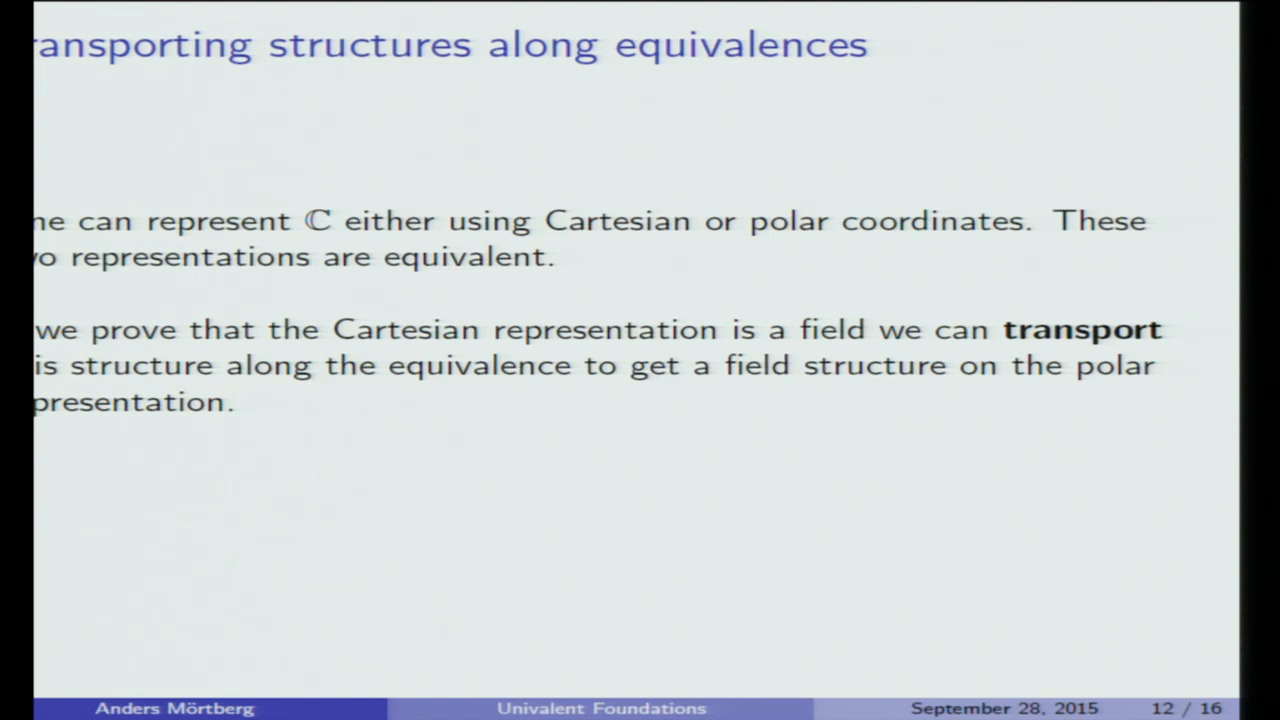 ransporting structures along equivalences
ne can represent ℂ either using Cartesian or polar coordinates. These
wo representations are equivalent.
we prove that the Cartesian representation is a field we can transport
is structure along the equivalence to get a field structure on the polar
presentation.
Anders Mörtberg Univalent Foundations September 28, 2015 12 / 16